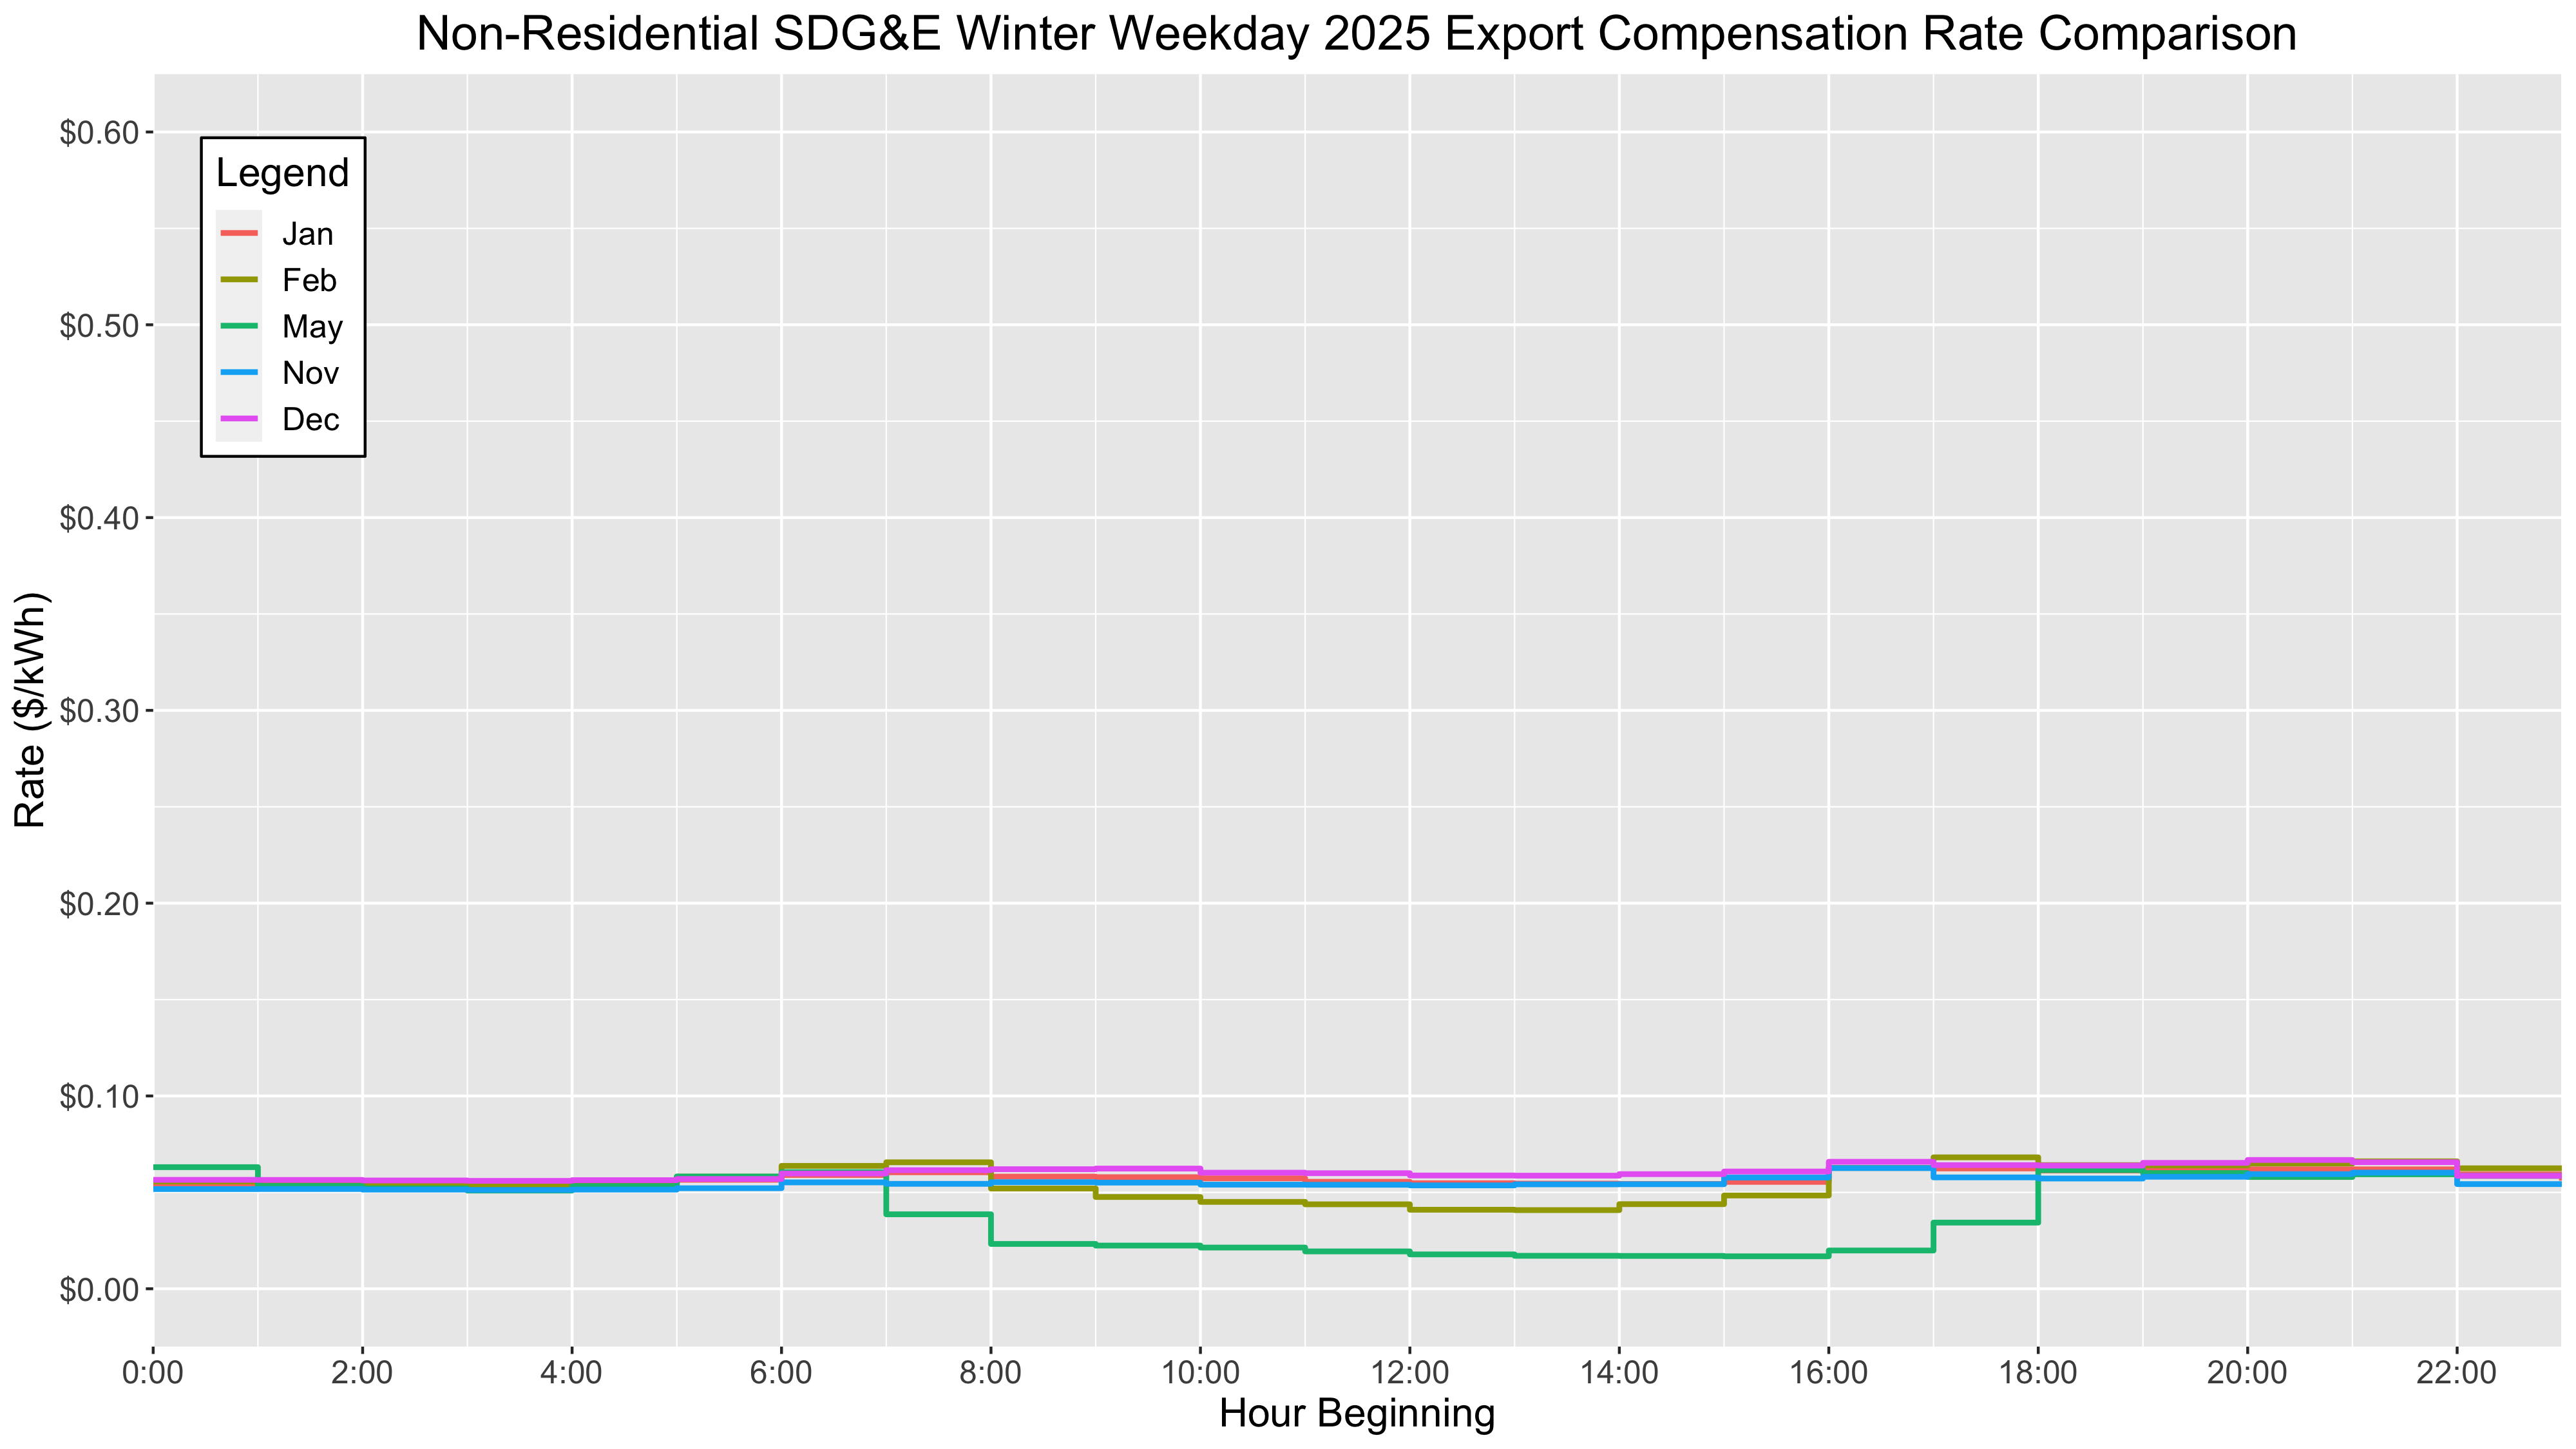 Non-Residential SDG&E Winter Weekday 2025 Export Compensation Rate Comparison
$0.60
$0.50
$0.40
$0.30
$0.20
$0.10
$0.00
Rate ($/kWh)
Legend
Jan
Feb
May
Nov
Dec
0:00 2:00 4:00 6:00 8:00 10:00 12:00 14:00 16:00 18:00 20:00 22:00
Hour Beginning